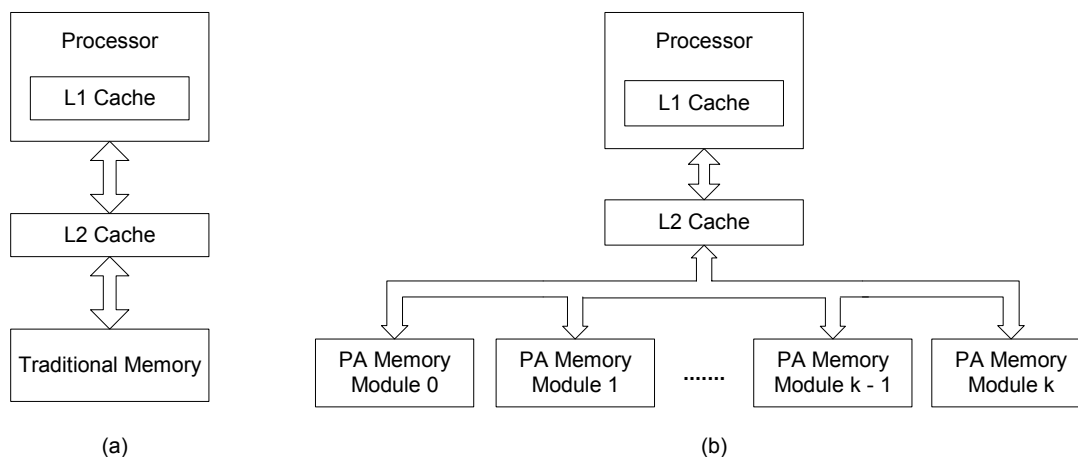 Processor
L1 Cache
L2 Cache
Traditional Memory
(a)
Processor
L1 Cache
L2 Cache
PA Memory
Module 0
PA Memory
Module 1
.......
PA Memory
Module k - 1
PA Memory
Module k
(b)